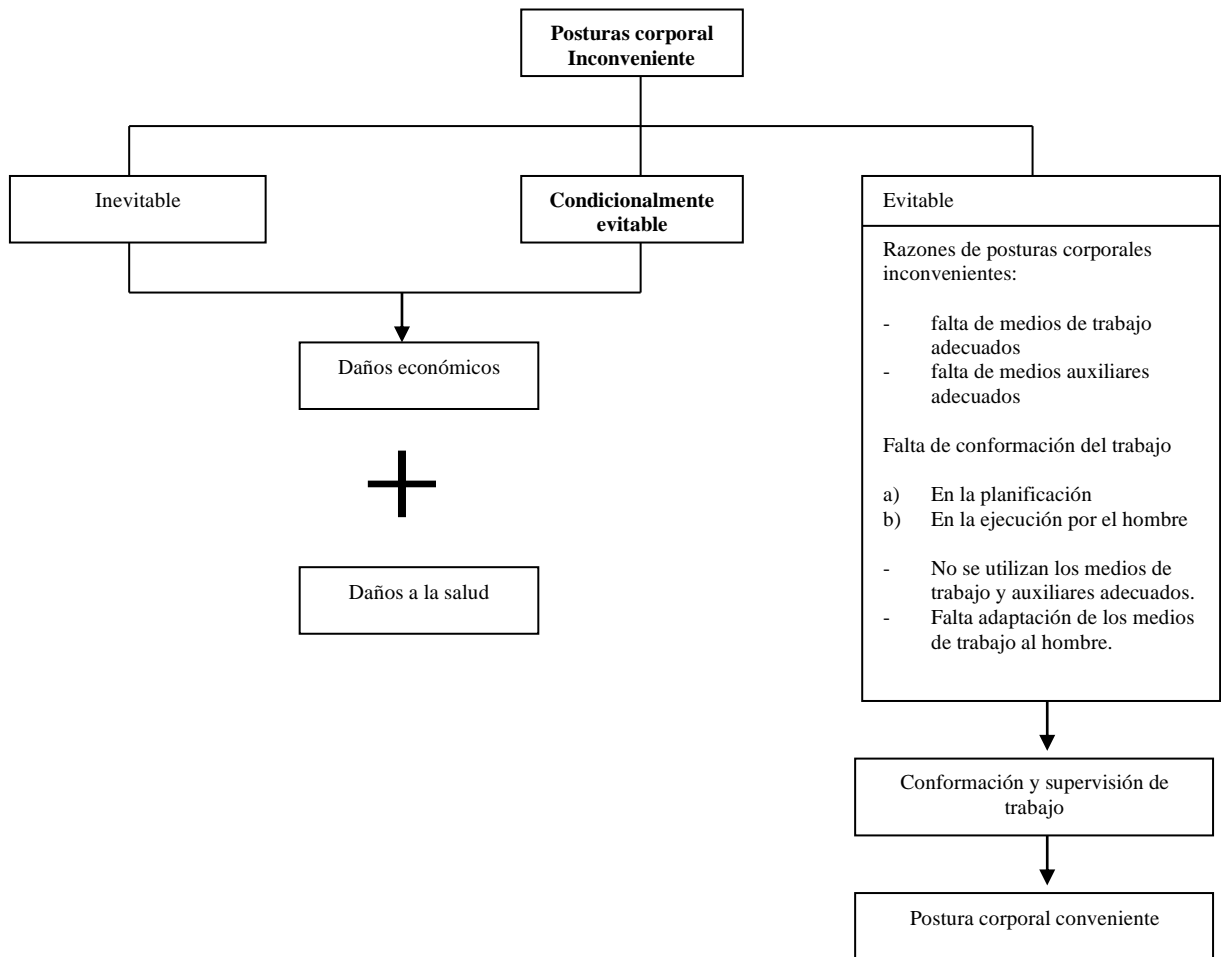 Posturas corporal
Inconveniente
Inevitable
Condicionalmente
evitable
Evitable
Razones de posturas corporales
inconvenientes:
- falta de medios de trabajo
adecuados
- falta de medios auxiliares
adecuados
Falta de conformación del trabajo
a) En la planificación
b) En la ejecución por el hombre
- No se utilizan los medios de
trabajo y auxiliares adecuados.
- Falta adaptación de los medios
de trabajo al hombre.
Daños económicos
Daños a la salud
Conformación y supervisión de
trabajo
Postura corporal conveniente